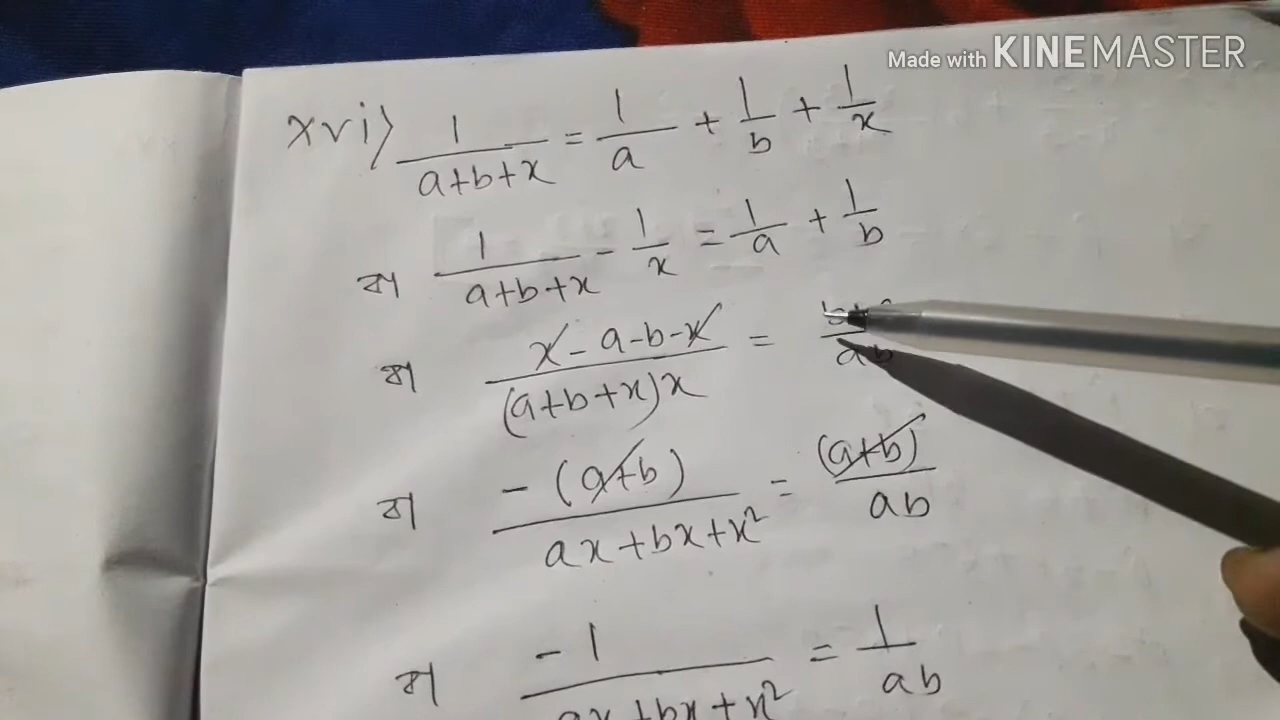 Made with KINEMASTER
xvi) 1/(a+b+x) = 1/a + 1/b + 1/x
বা 1/(a+b+x) - 1/x = 1/a + 1/b
বা (x-a-b-x)/((a+b+x)x) = /ab
বা -(a+b)/(ax+bx+x²) = (a+b)/ab
বা -1/(ax+bx+x²) = 1/ab